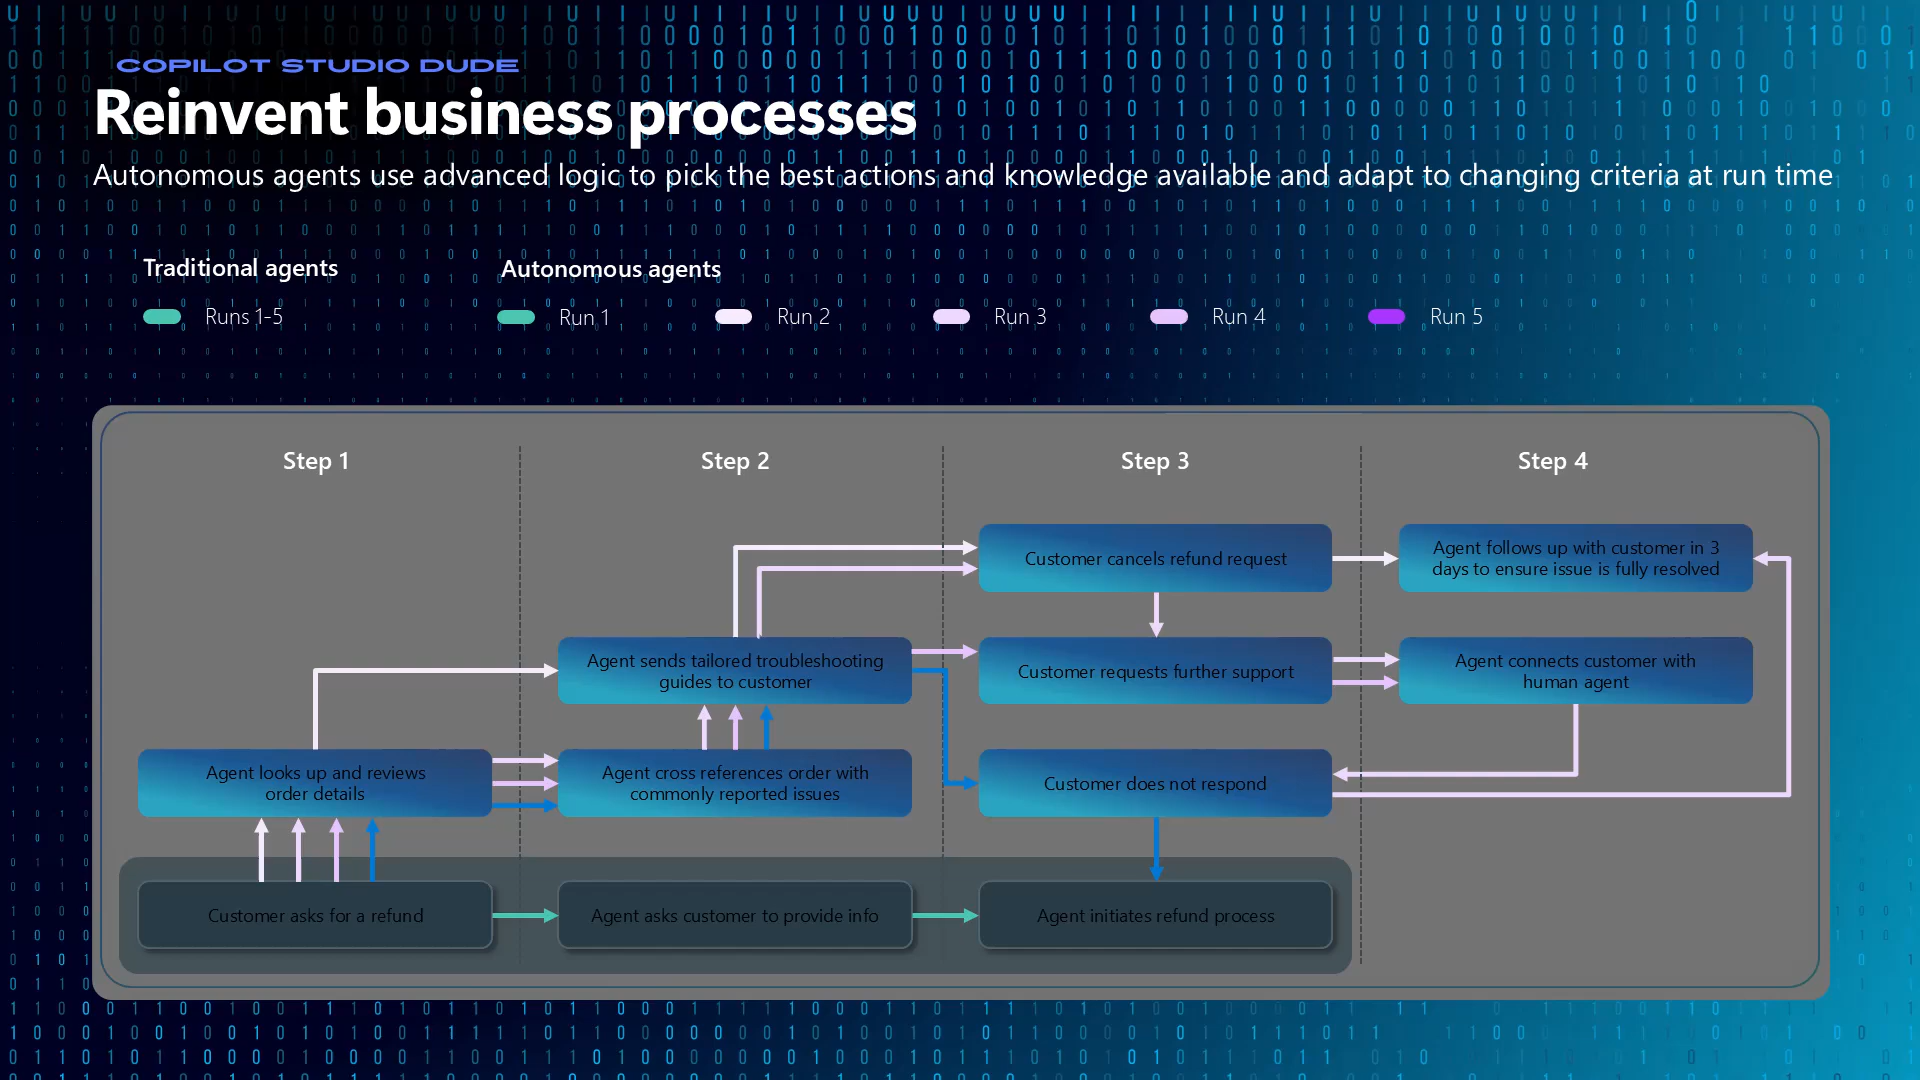 COPILOT STUDIO DUDE
Reinvent business processes
Autonomous agents use advanced logic to pick the best actions and knowledge available and adapt to changing criteria at run time
Traditional agents
Runs 1-5
Autonomous agents
Run 1
Run 2
Run 3
Run 4
Run 5
Step 1
Step 2
Step 3
Step 4
Customer cancels refund request
Agent follows up with customer in 3
days to ensure issue is fully resolved
Agent sends tailored troubleshooting
guides to customer
Customer requests further support
Agent connects customer with
human agent
Agent looks up and reviews
order details
Agent cross references order with
commonly reported issues
Customer does not respond
Customer asks for a refund
Agent asks customer to provide info
Agent initiates refund process